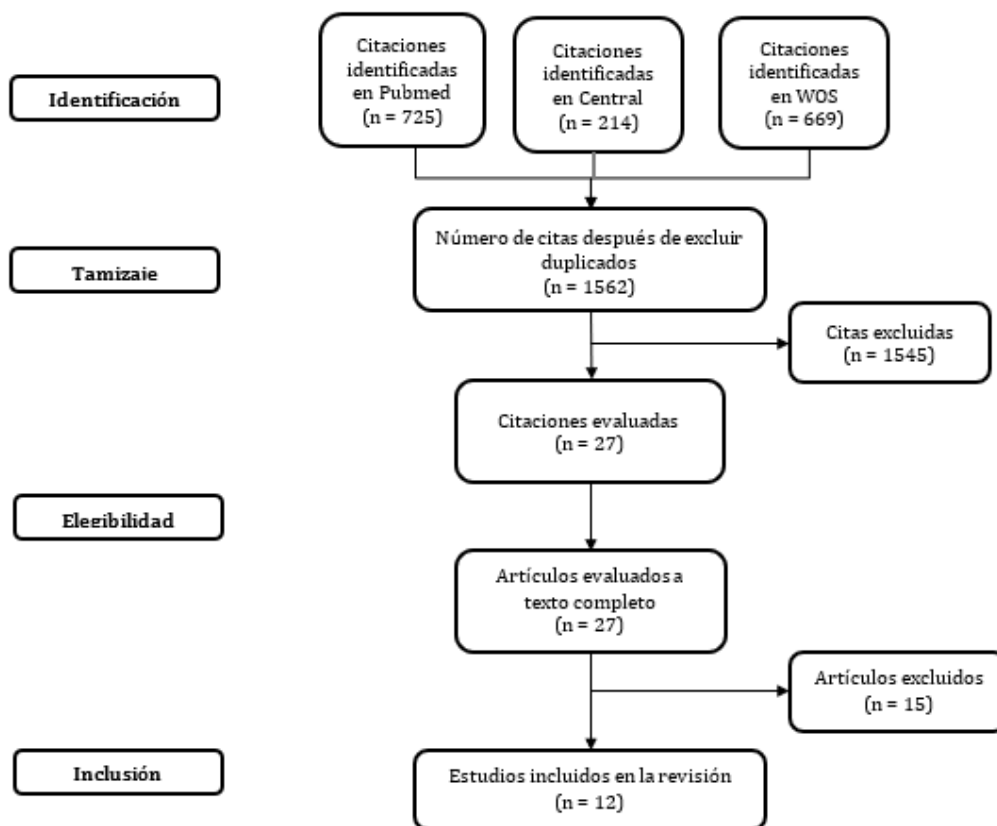 Identificación
Citaciones
identificadas
en Pubmed
(n = 725)
Citaciones
identificadas
en Central
(n = 214)
Citaciones
identificadas
en WOS
(n = 669)
Tamizaje
Número de citas después de excluir
duplicados
(n = 1562)
Citas excluidas
(n = 1545)
Citaciones evaluadas
(n = 27)
Elegibilidad
Artículos evaluados a
texto completo
(n = 27)
Artículos excluidos
(n = 15)
Inclusión
Estudios incluidos en la revisión
(n = 12)